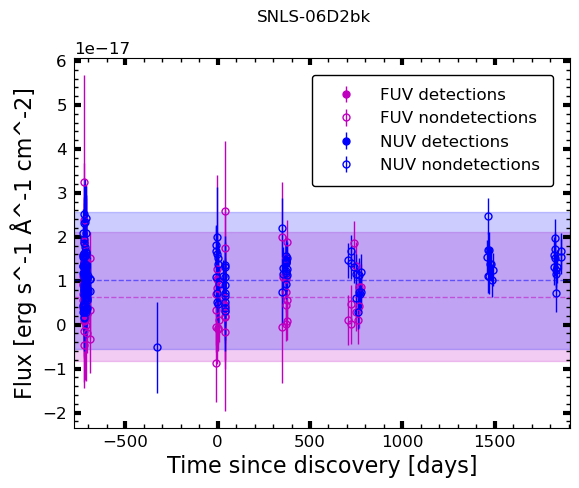 SNLS-06D2bk
1e−17
6
5
4
3
2
1
0
−1
−2
Flux [erg s^-1 Å^-1 cm^-2]
FUV detections
FUV nondetections
NUV detections
NUV nondetections
−500 0 500 1000 1500
Time since discovery [days]